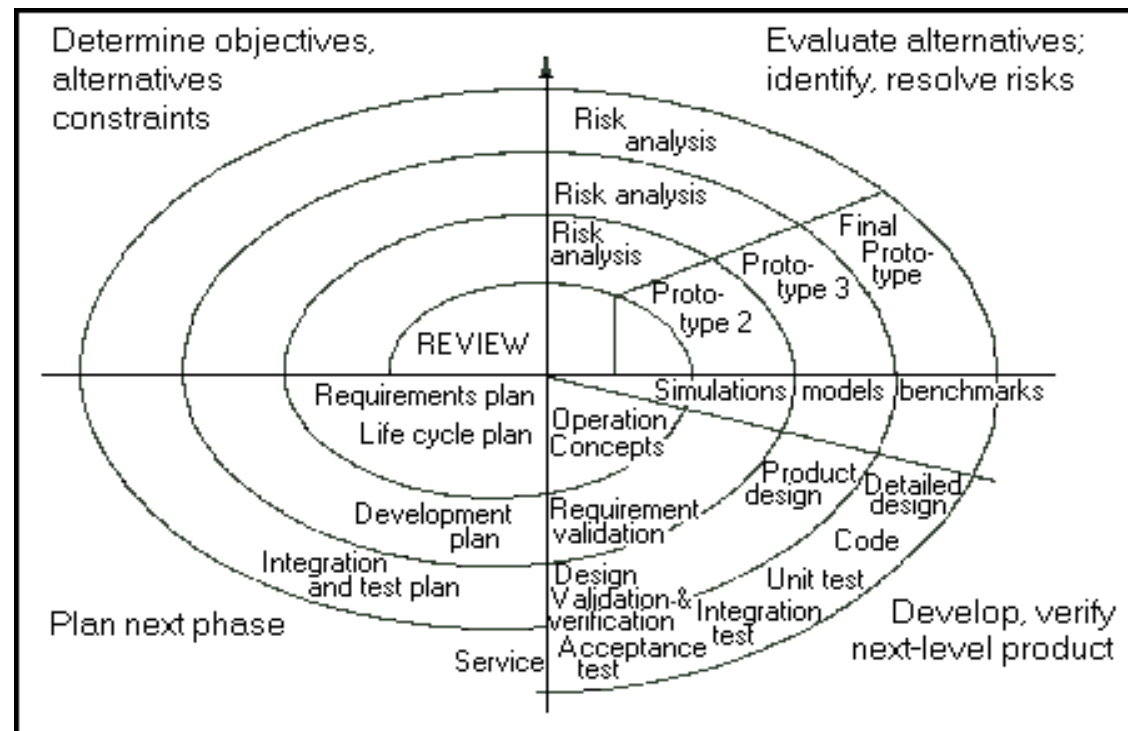 Determine objectives,
alternatives
constraints
Evaluate alternatives;
identify, resolve risks
Risk
analysis
Risk analysis
Risk
analysis
Final
Proto-
type
Proto-
type 3
Proto-
type 2
REVIEW
Simulations models benchmarks
Requirements plan
Life cycle plan
Operation
Concepts
Product
design
Detailed
design
Development
plan
Requirement
validation
Code
Integration
and test plan
Design
Validation-&
verification
Unit test
Integration
test
Acceptance
test
Service
Plan next phase
Develop, verify
next-level product